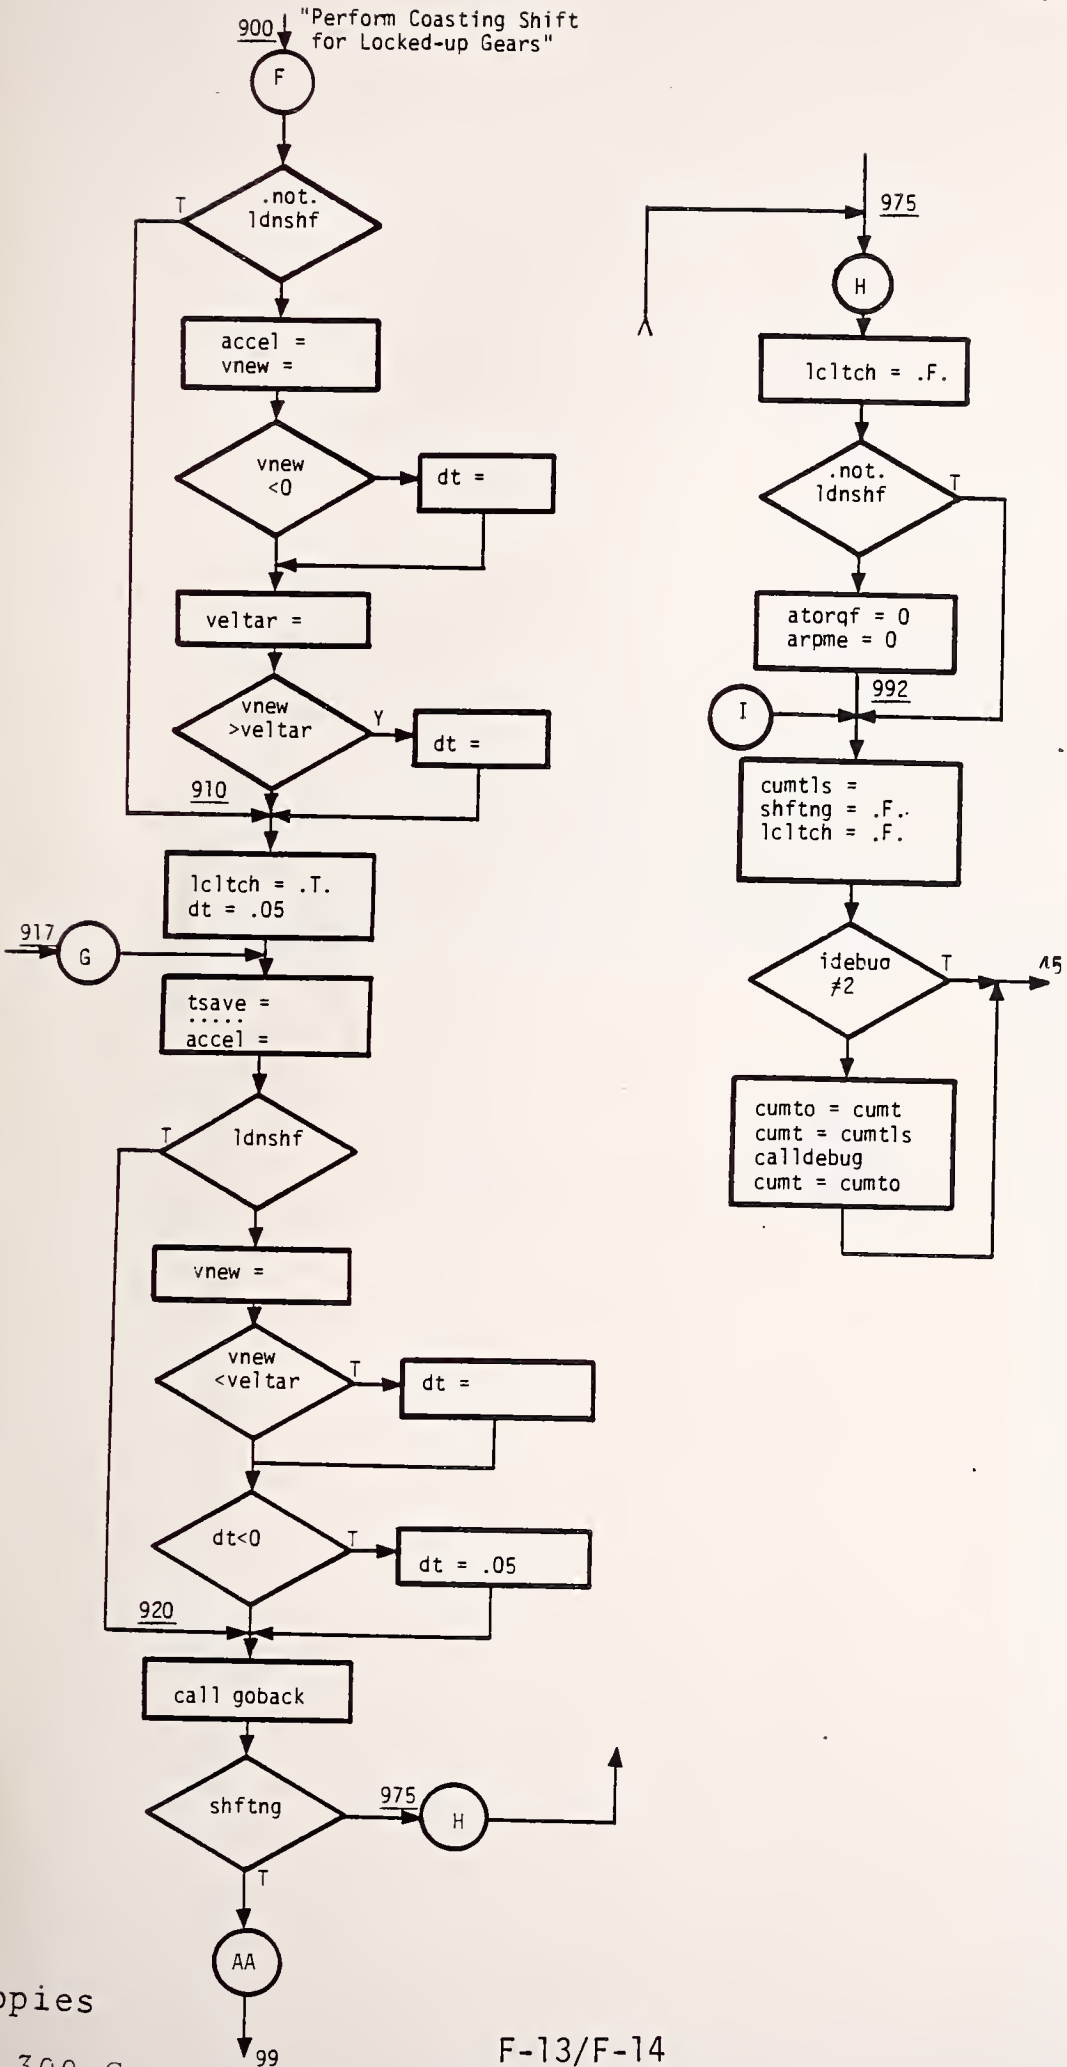 900
"Perform Coasting Shift
for Locked-up Gears"
F
.not.
ldnshf
T
accel =
vnew =
vnew
<0
dt =
veltar =
vnew
>veltar
Y
dt =
910
lcltch = .T.
dt = .05
917
G
tsave =
.....
accel =
T
ldnshf
vnew =
vnew
<veltar
T
dt =
dt<0
T
dt = .05
920
call goback
shftng
975
H
T
AA
99
975
H
lcltch = .F.
.not.
ldnshf
T
atorqf = 0
arpme = 0
992
I
cumtls =
shftng = .F.
lcltch = .F.
idebug
≠2
T
15
cumto = cumt
cumt = cumtls
calldebug
cumt = cumto
opies
300
F-13/F-14